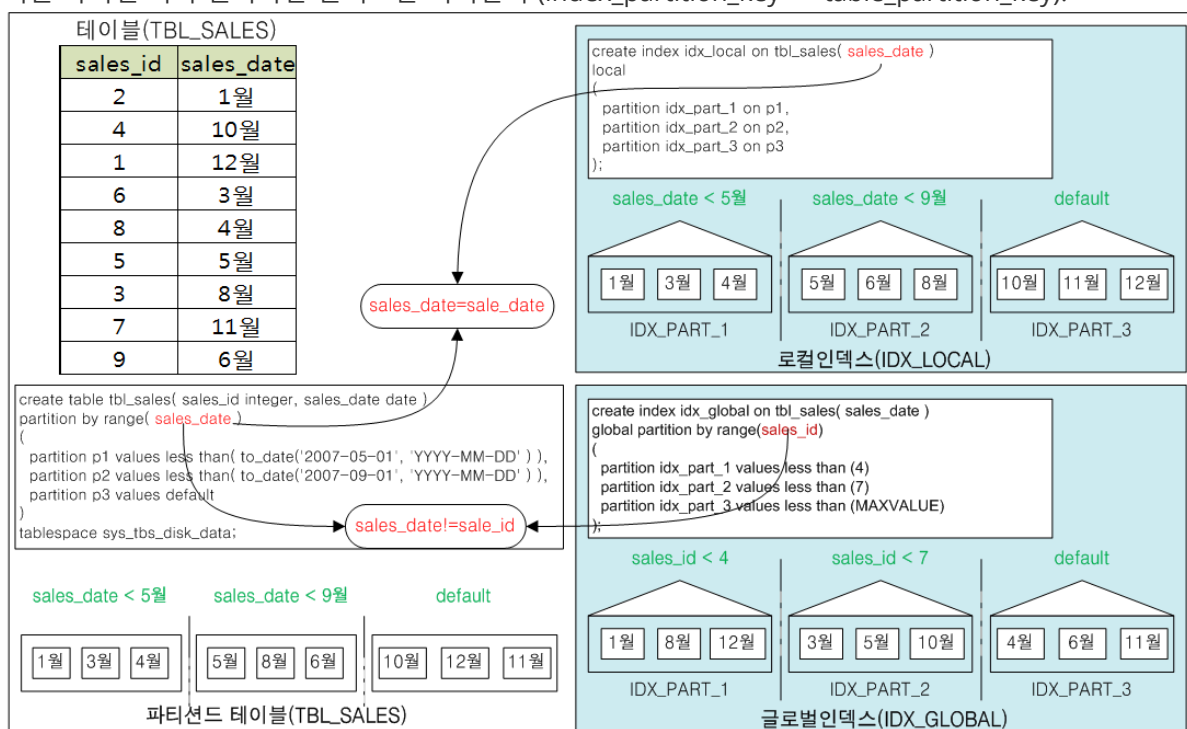 (index_partition_key == table_partition_key).
테이블(TBL_SALES)
sales_id sales_date
2 1월
4 10월
1 12월
6 3월
8 4월
5 5월
3 8월
7 11월
9 6월
create table tbl_sales( sales_id integer, sales_date date )
partition by range( sales_date )
(
partition p1 values less than( to_date('2007-05-01', 'YYYY-MM-DD' ) ),
partition p2 values less than( to_date('2007-09-01', 'YYYY-MM-DD' ) ),
partition p3 values default
)
tablespace sys_tbs_disk_data;
sales_date < 5월 sales_date < 9월 default
1월 3월 4월 5월 8월 6월 10월 12월 11월
파티션드 테이블(TBL_SALES)
sales_date=sale_date
sales_date!=sale_id
create index idx_local on tbl_sales( sales_date )
local
(
partition idx_part_1 on p1,
partition idx_part_2 on p2,
partition idx_part_3 on p3
);
sales_date < 5월 sales_date < 9월 default
1월 3월 4월 5월 6월 8월 10월 11월 12월
IDX_PART_1 IDX_PART_2 IDX_PART_3
로컬인덱스(IDX_LOCAL)
create index idx_global on tbl_sales( sales_date )
global partition by range(sales_id)
(
partition idx_part_1 values less than (4)
partition idx_part_2 values less than (7)
partition idx_part_3 values less than (MAXVALUE)
);
sales_id < 4 sales_id < 7 default
1월 8월 12월 3월 5월 10월 4월 6월 11월
IDX_PART_1 IDX_PART_2 IDX_PART_3
글로벌인덱스(IDX_GLOBAL)